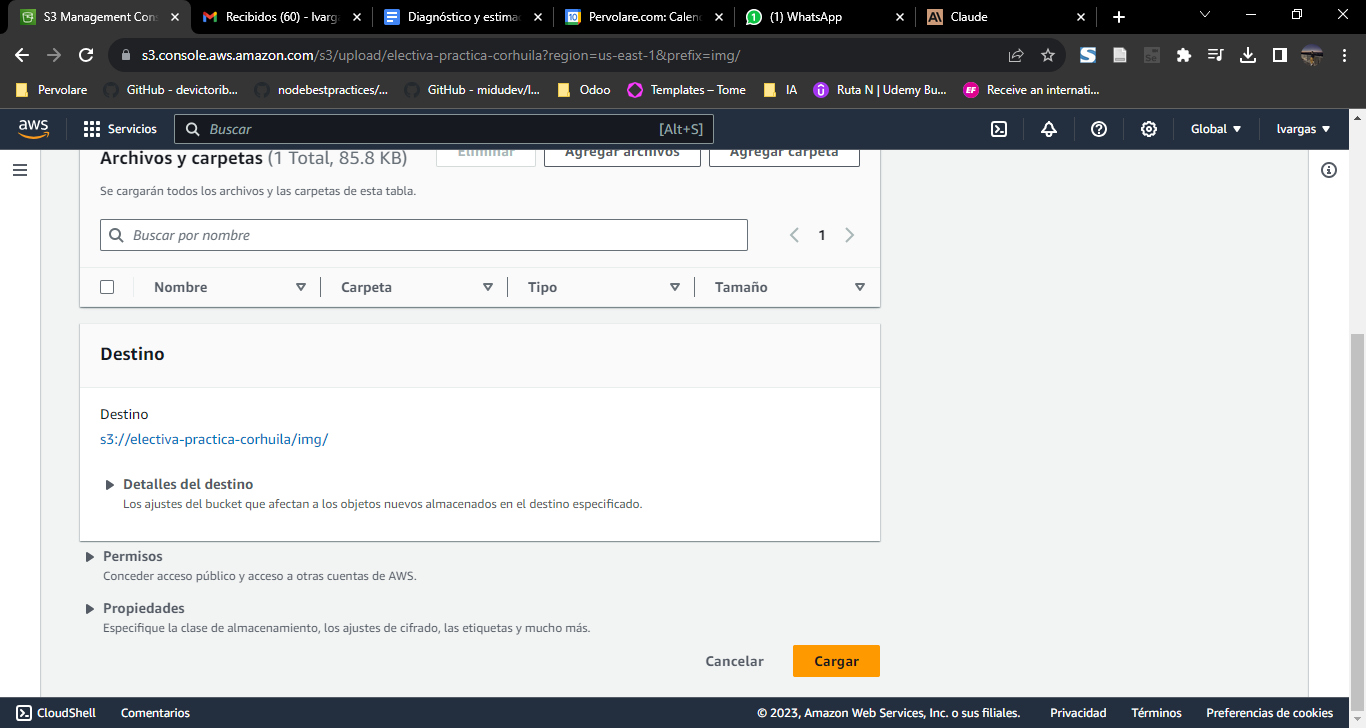 S3 Management Con
Recibidos (60) - lvarga
Diagnóstico y estima
10
Pervolare.com: Calen
1
(1) WhatsApp
Claude
s3.console.aws.amazon.com/s3/upload/electiva-practica-corhuila?region=us-east-1&prefix=img/
Pervolare
GitHub - devictorib...
nodebestpractices/...
GitHub - midudev/l...
Odoo
Templates – Tome
IA
Ruta N | Udemy Bu...
EF
Receive an internati...
aws
Servicios
Buscar
[Alt+S]
Global
lvargas
Archivos y carpetas (1 Total, 85.8 KB)
Eliminar
Agregar archivos
Agregar carpeta
Se cargarán todos los archivos y las carpetas de esta tabla.
Buscar por nombre
1
Nombre
Carpeta
Tipo
Tamaño
Destino
Destino
s3://electiva-practica-corhuila/img/
Detalles del destino
Los ajustes del bucket que afectan a los objetos nuevos almacenados en el destino especificado.
Permisos
Conceder acceso público y acceso a otras cuentas de AWS.
Propiedades
Especifique la clase de almacenamiento, los ajustes de cifrado, las etiquetas y mucho más.
Cancelar
Cargar
CloudShell
Comentarios
© 2023, Amazon Web Services, Inc. o sus filiales.
Privacidad
Términos
Preferencias de cookies